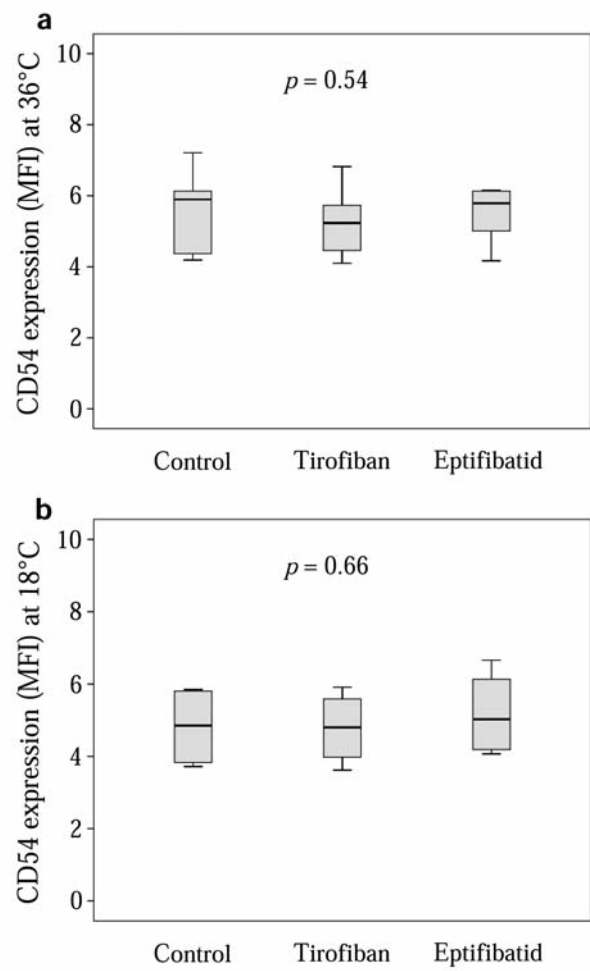 a
CD54 expression (MFI) at 36°C
10
8
6
4
2
0
p = 0.54
Control Tirofiban Eptifibatid
b
CD54 expression (MFI) at 18°C
10
8
6
4
2
0
p = 0.66
Control Tirofiban Eptifibatid